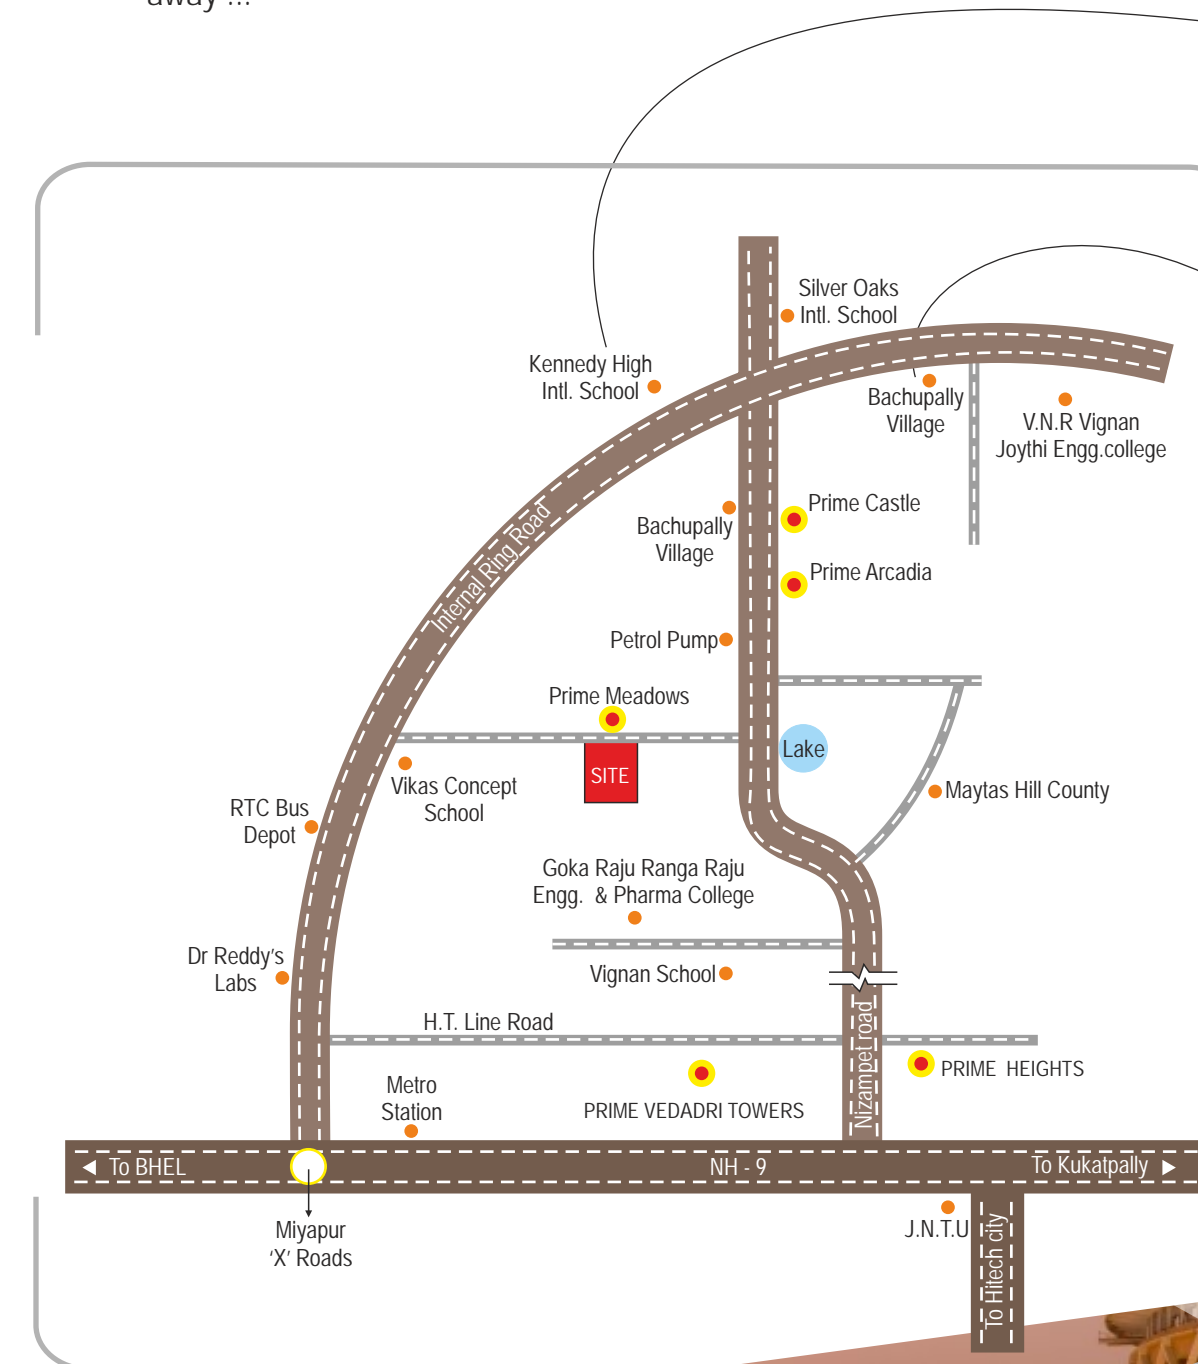 away ...
Silver Oaks
Intl. School
Kennedy High
Intl. School
Bachupally
Village
V.N.R Vignan
Joythi Engg.college
Internal Ring Road
Prime Castle
Bachupally
Village
Prime Arcadia
Petrol Pump
Prime Meadows
SITE
Lake
Vikas Concept
School
Maytas Hill County
RTC Bus
Depot
Goka Raju Ranga Raju
Engg. & Pharma College
Dr Reddy's
Labs
Vignan School
H.T. Line Road
Nizampet road
PRIME HEIGHTS
Metro
Station
PRIME VEDADRI TOWERS
To BHEL
NH - 9
To Kukatpally
Miyapur
‘X’ Roads
J.N.T.U
To Hitech city